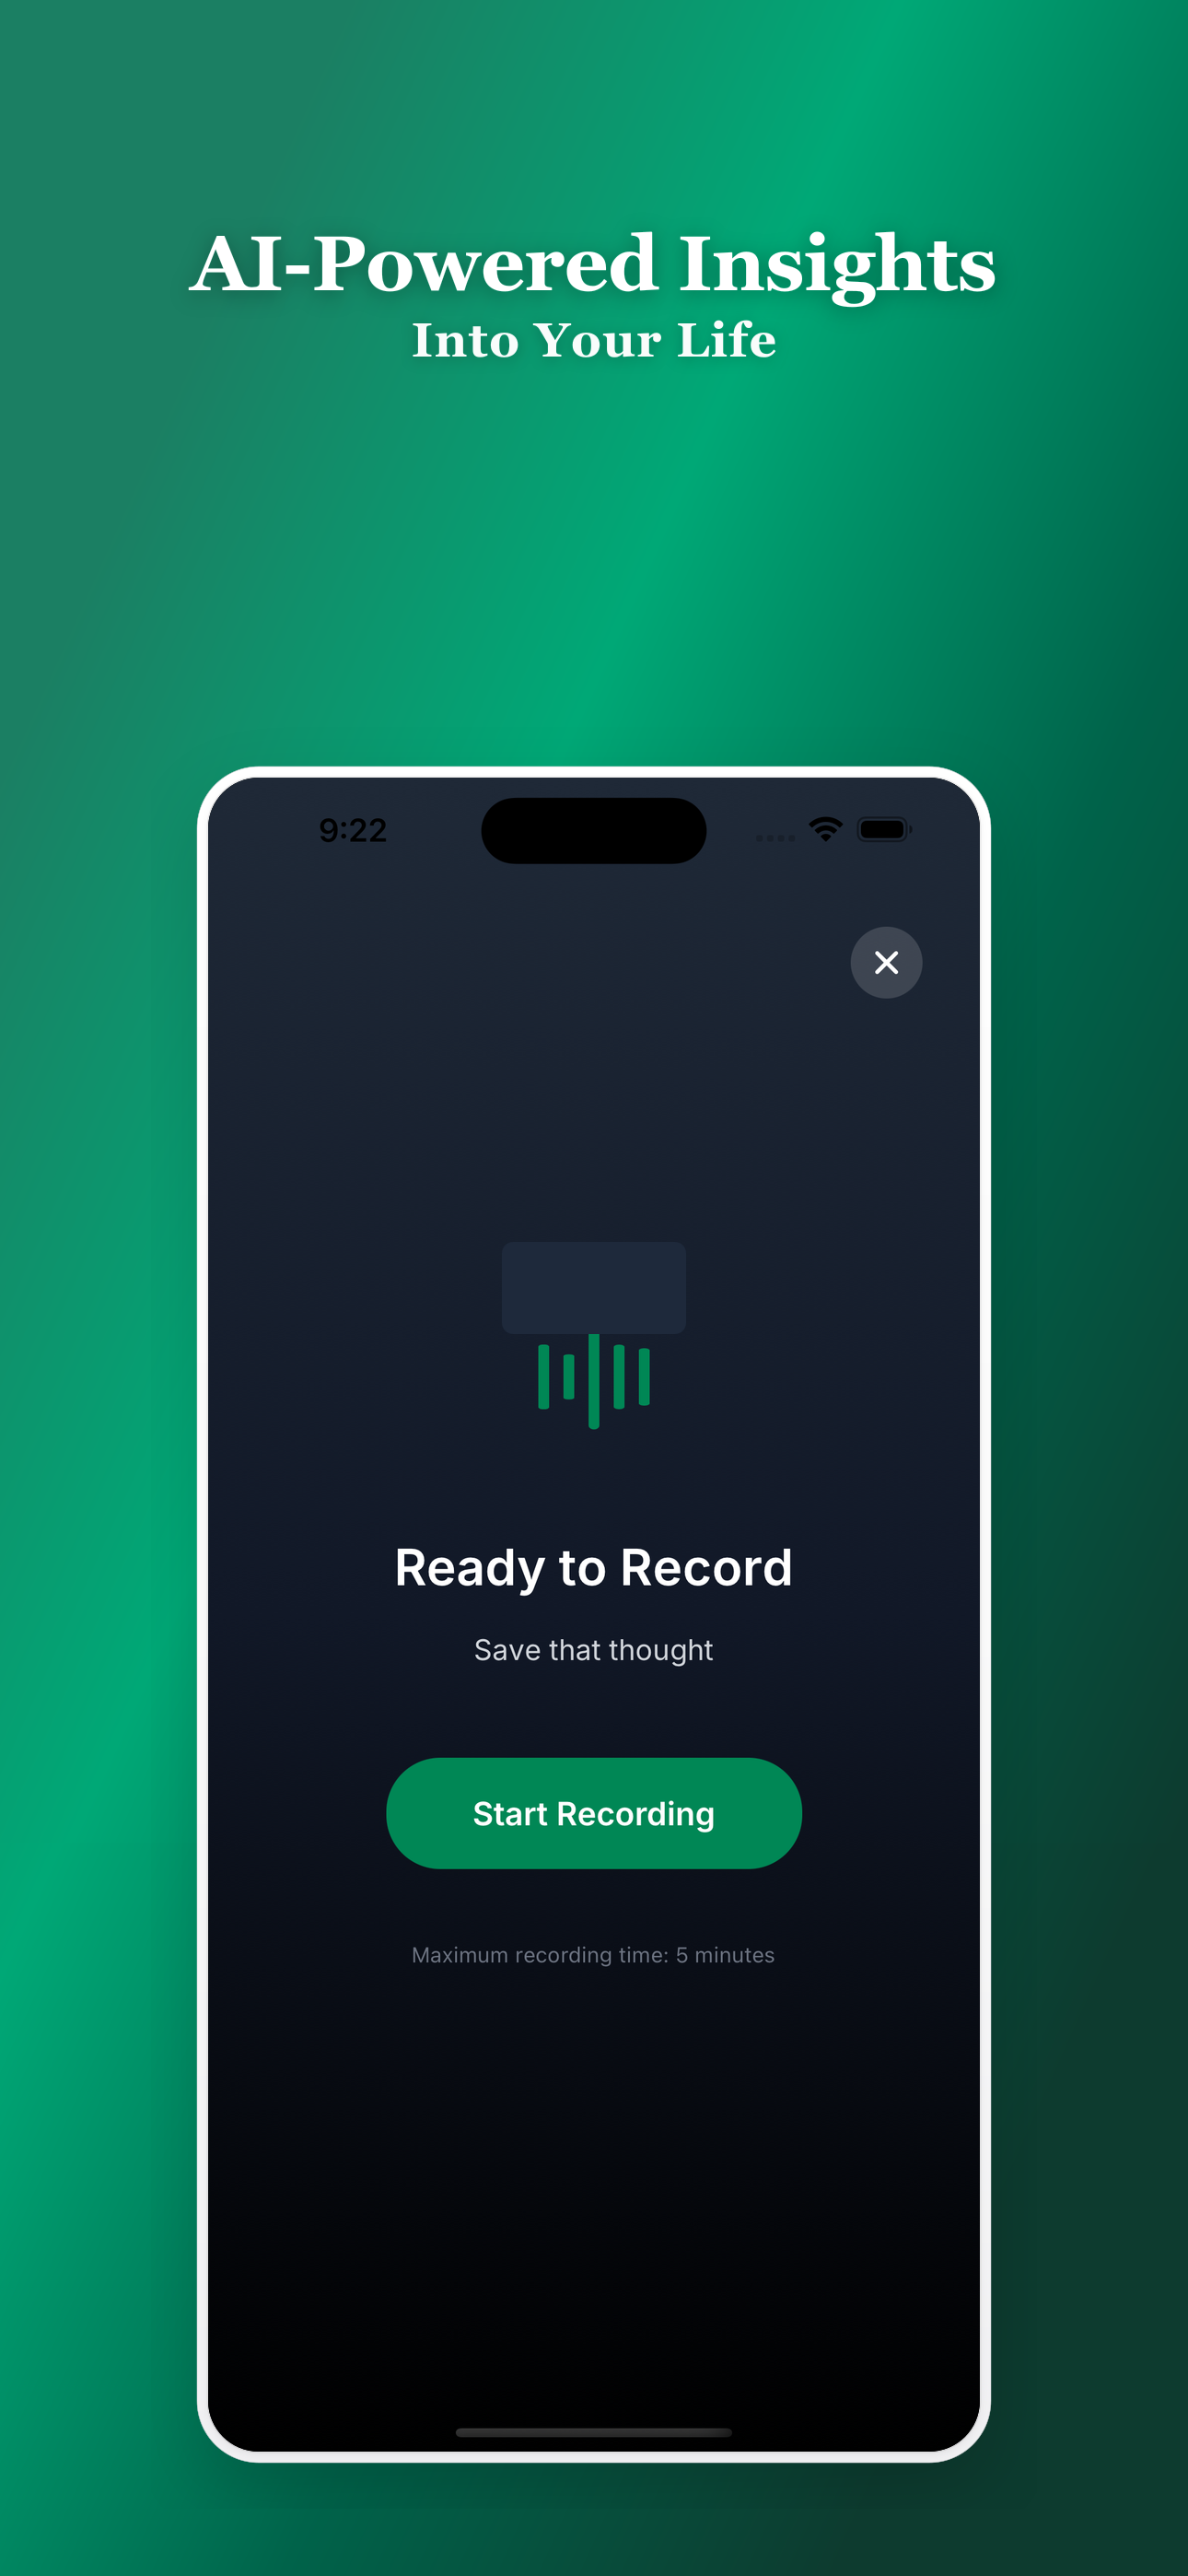 AI-Powered Insights
Into Your Life
9:22
Ready to Record
Save that thought
Start Recording
Maximum recording time: 5 minutes